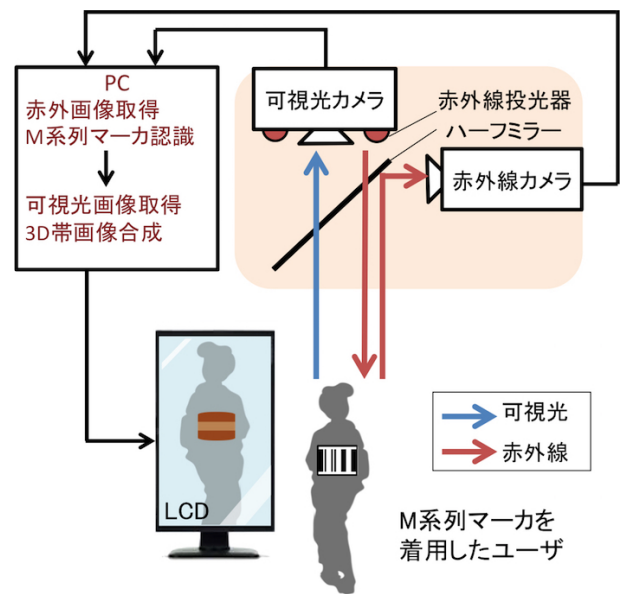 PC
赤外画像取得
M系列マーカ認識
可視光画像取得
3D帯画像合成
可視光カメラ
赤外線投光器
ハーフミラー
赤外線カメラ
LCD
可視光
赤外線
M系列マーカを
着用したユーザ